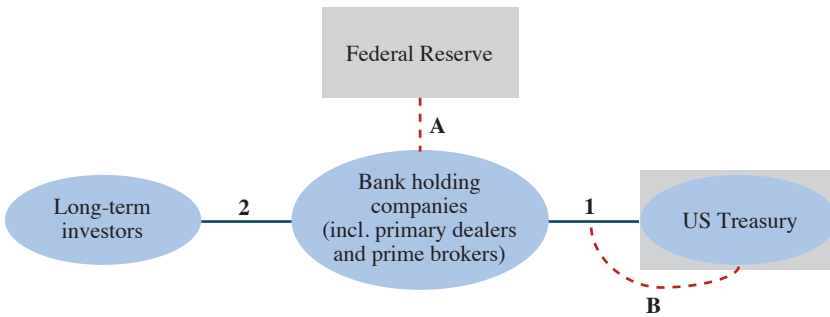 Federal Reserve
A
Bank holding
companies
(incl. primary dealers
and prime brokers)
Long-term
investors
2
1
US Treasury
B